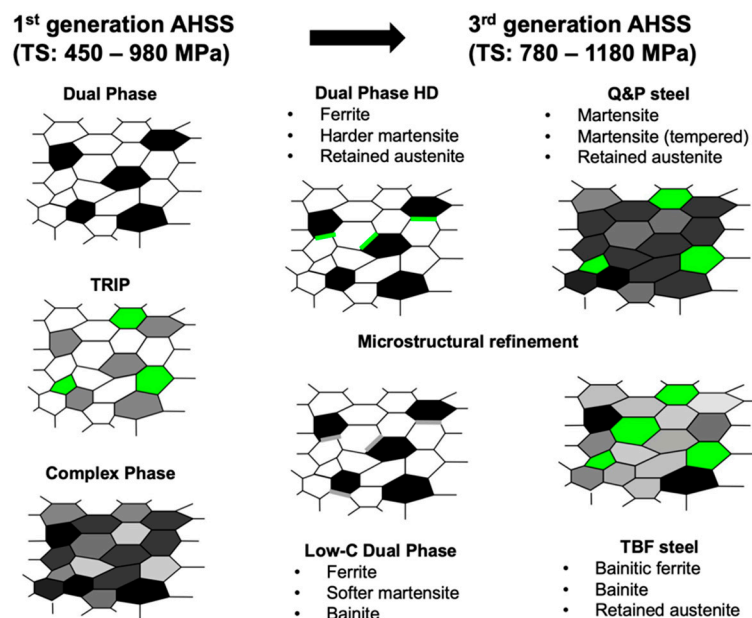 1st generation AHSS
(TS: 450 – 980 MPa)
3rd generation AHSS
(TS: 780 – 1180 MPa)
Dual Phase
TRIP
Complex Phase
Dual Phase HD
• Ferrite
• Harder martensite
• Retained austenite
Q&P steel
• Martensite
• Martensite (tempered)
• Retained austenite
Microstructural refinement
Low-C Dual Phase
• Ferrite
• Softer martensite
• Bainite
TBF steel
• Bainitic ferrite
• Bainite
• Retained austenite